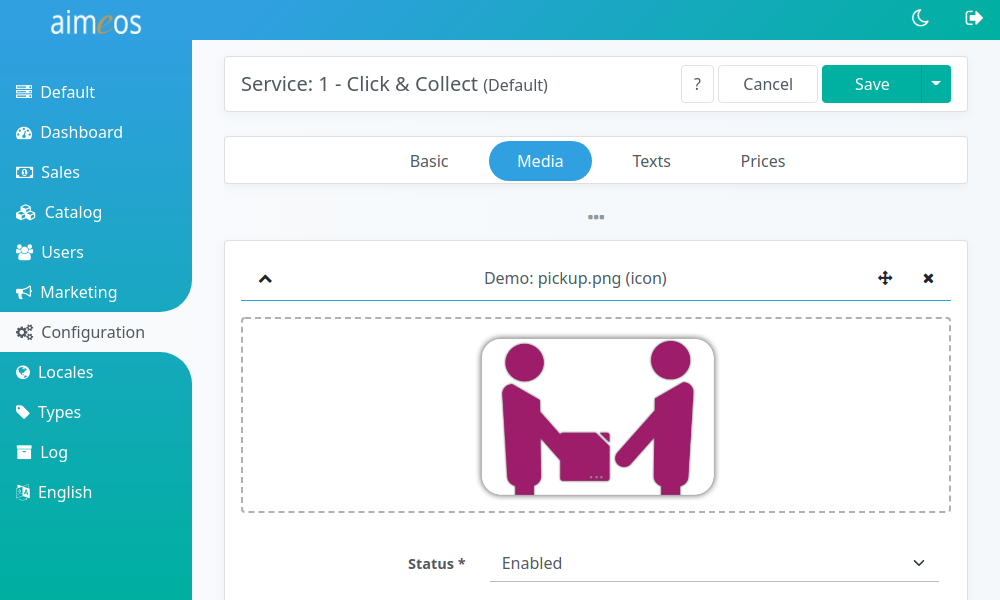 aimeos
Default
Dashboard
Sales
Catalog
Users
Marketing
Configuration
Locales
Types
Log
English
Service: 1 - Click & Collect (Default)
?
Cancel
Save
Basic
Media
Texts
Prices
Demo: pickup.png (icon)
Status *
Enabled